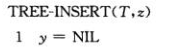 TREE-INSERT(T,z)
1 y = NIL